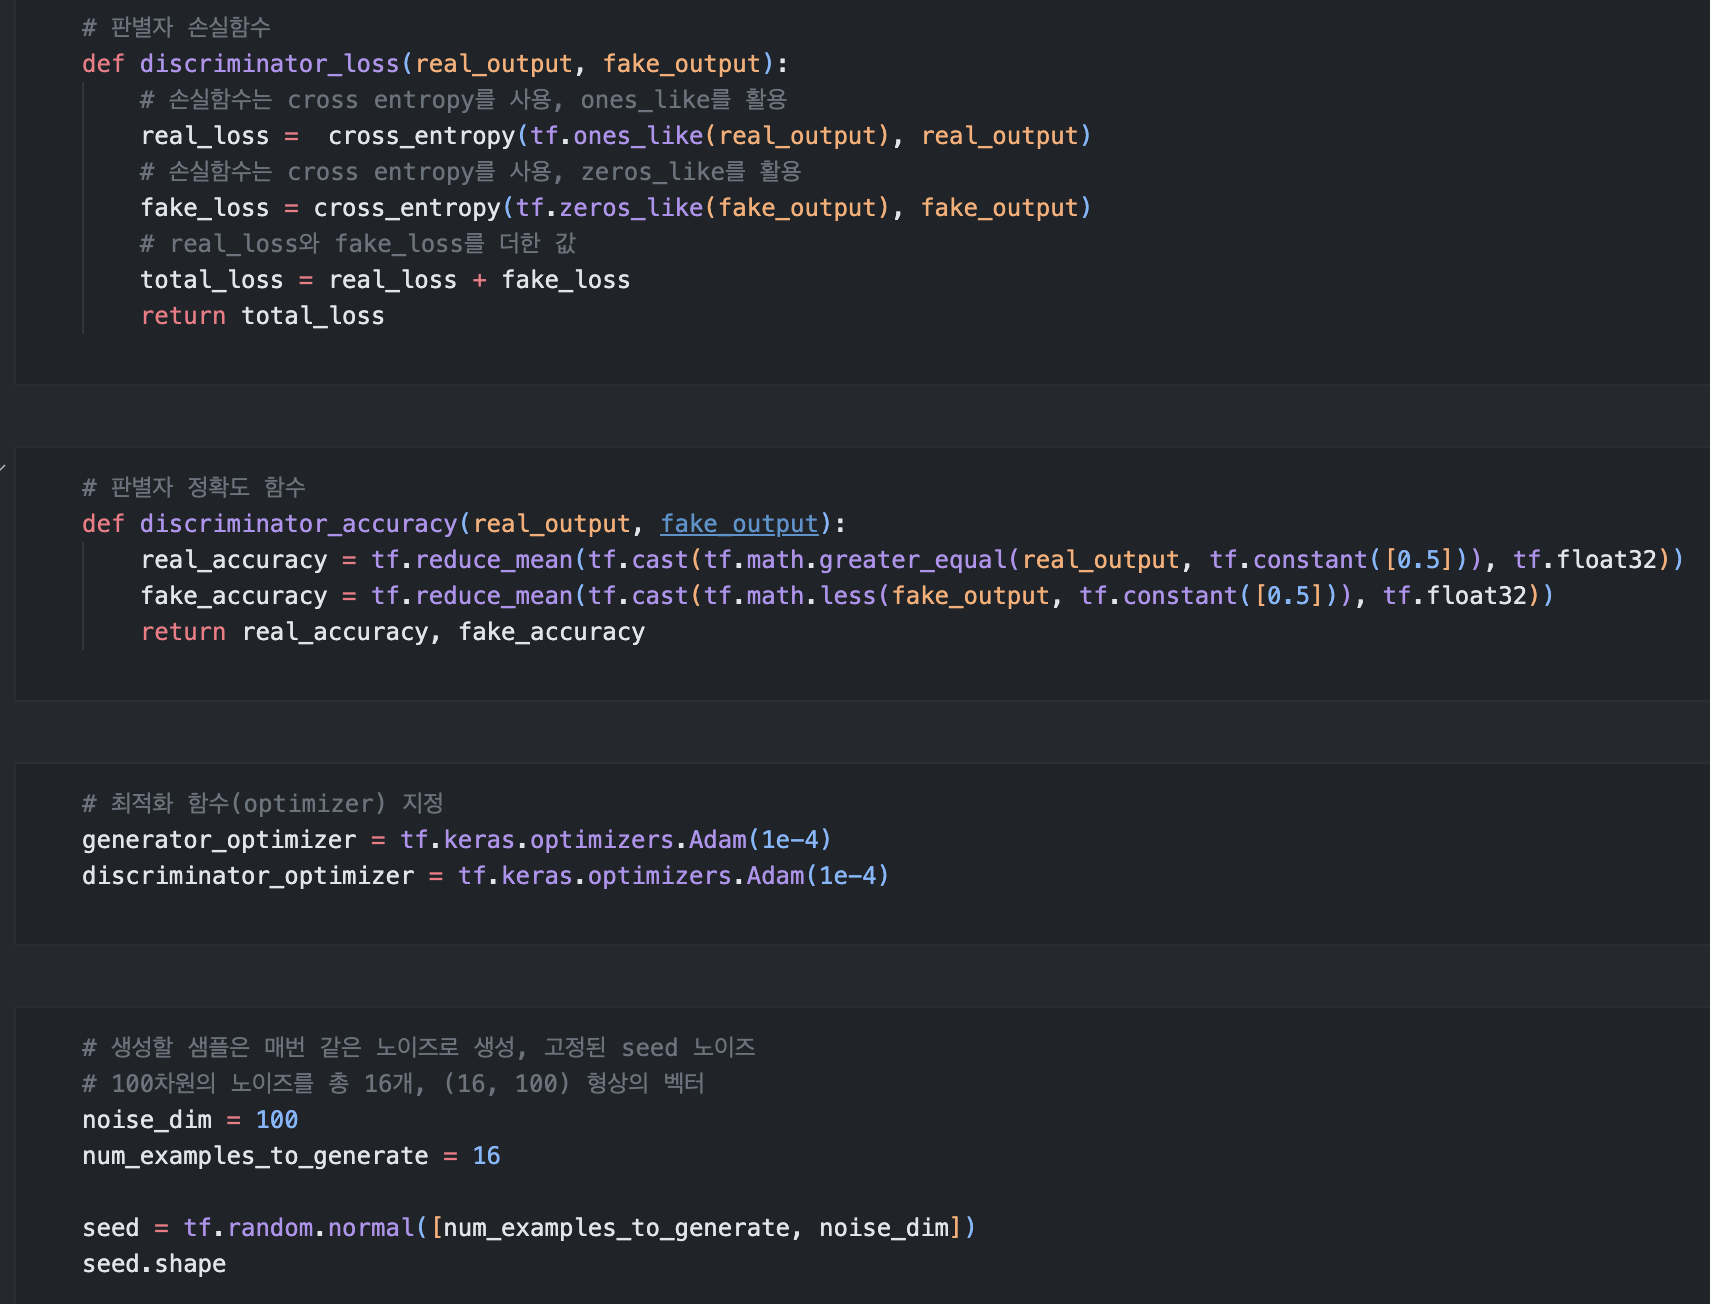 # 판별자 손실함수
def discriminator_loss(real_output, fake_output):
# 손실함수는 cross entropy를 사용, ones_like를 활용
real_loss =  cross_entropy(tf.ones_like(real_output), real_output)
# 손실함수는 cross entropy를 사용, zeros_like를 활용
fake_loss = cross_entropy(tf.zeros_like(fake_output), fake_output)
# real_loss와 fake_loss를 더한 값
total_loss = real_loss + fake_loss
return total_loss
# 판별자 정확도 함수
def discriminator_accuracy(real_output, fake_output):
real_accuracy = tf.reduce_mean(tf.cast(tf.math.greater_equal(real_output, tf.constant([0.5])), tf.float32))
fake_accuracy = tf.reduce_mean(tf.cast(tf.math.less(fake_output, tf.constant([0.5])), tf.float32))
return real_accuracy, fake_accuracy
# 최적화 함수(optimizer) 지정
generator_optimizer = tf.keras.optimizers.Adam(1e-4)
discriminator_optimizer = tf.keras.optimizers.Adam(1e-4)
# 생성할 샘플은 매번 같은 노이즈로 생성, 고정된 seed 노이즈
# 100차원의 노이즈를 총 16개, (16, 100) 형상의 벡터
noise_dim = 100
num_examples_to_generate = 16
seed = tf.random.normal([num_examples_to_generate, noise_dim])
seed.shape